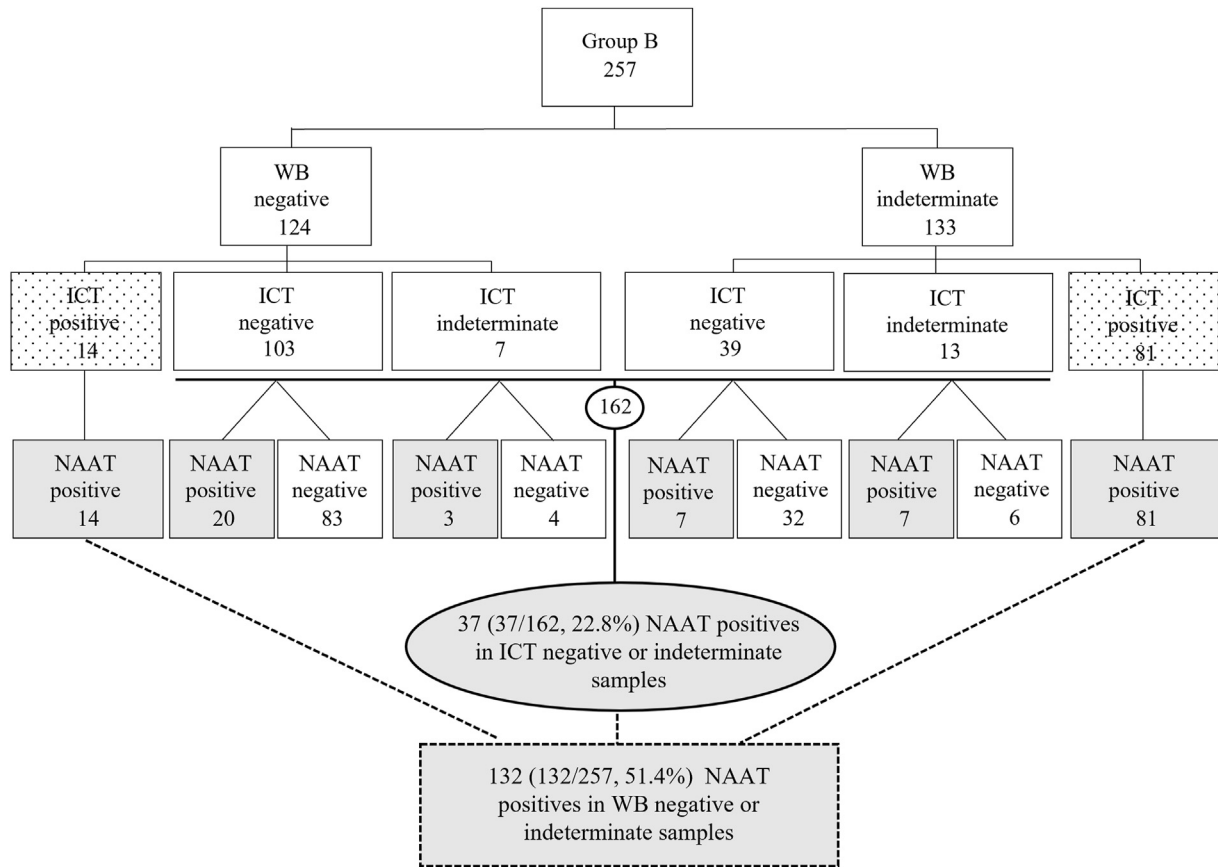 Group B
257
WB
negative
124
WB
indeterminate
133
ICT
positive
14
ICT
negative
103
ICT
indeterminate
7
ICT
negative
39
ICT
indeterminate
13
ICT
positive
81
162
NAAT
positive
14
NAAT
positive
20
NAAT
negative
83
NAAT
positive
3
NAAT
negative
4
NAAT
positive
7
NAAT
negative
32
NAAT
positive
7
NAAT
negative
6
NAAT
positive
81
37 (37/162, 22.8%) NAAT positives
in ICT negative or indeterminate
samples
132 (132/257, 51.4%) NAAT
positives in WB negative or
indeterminate samples